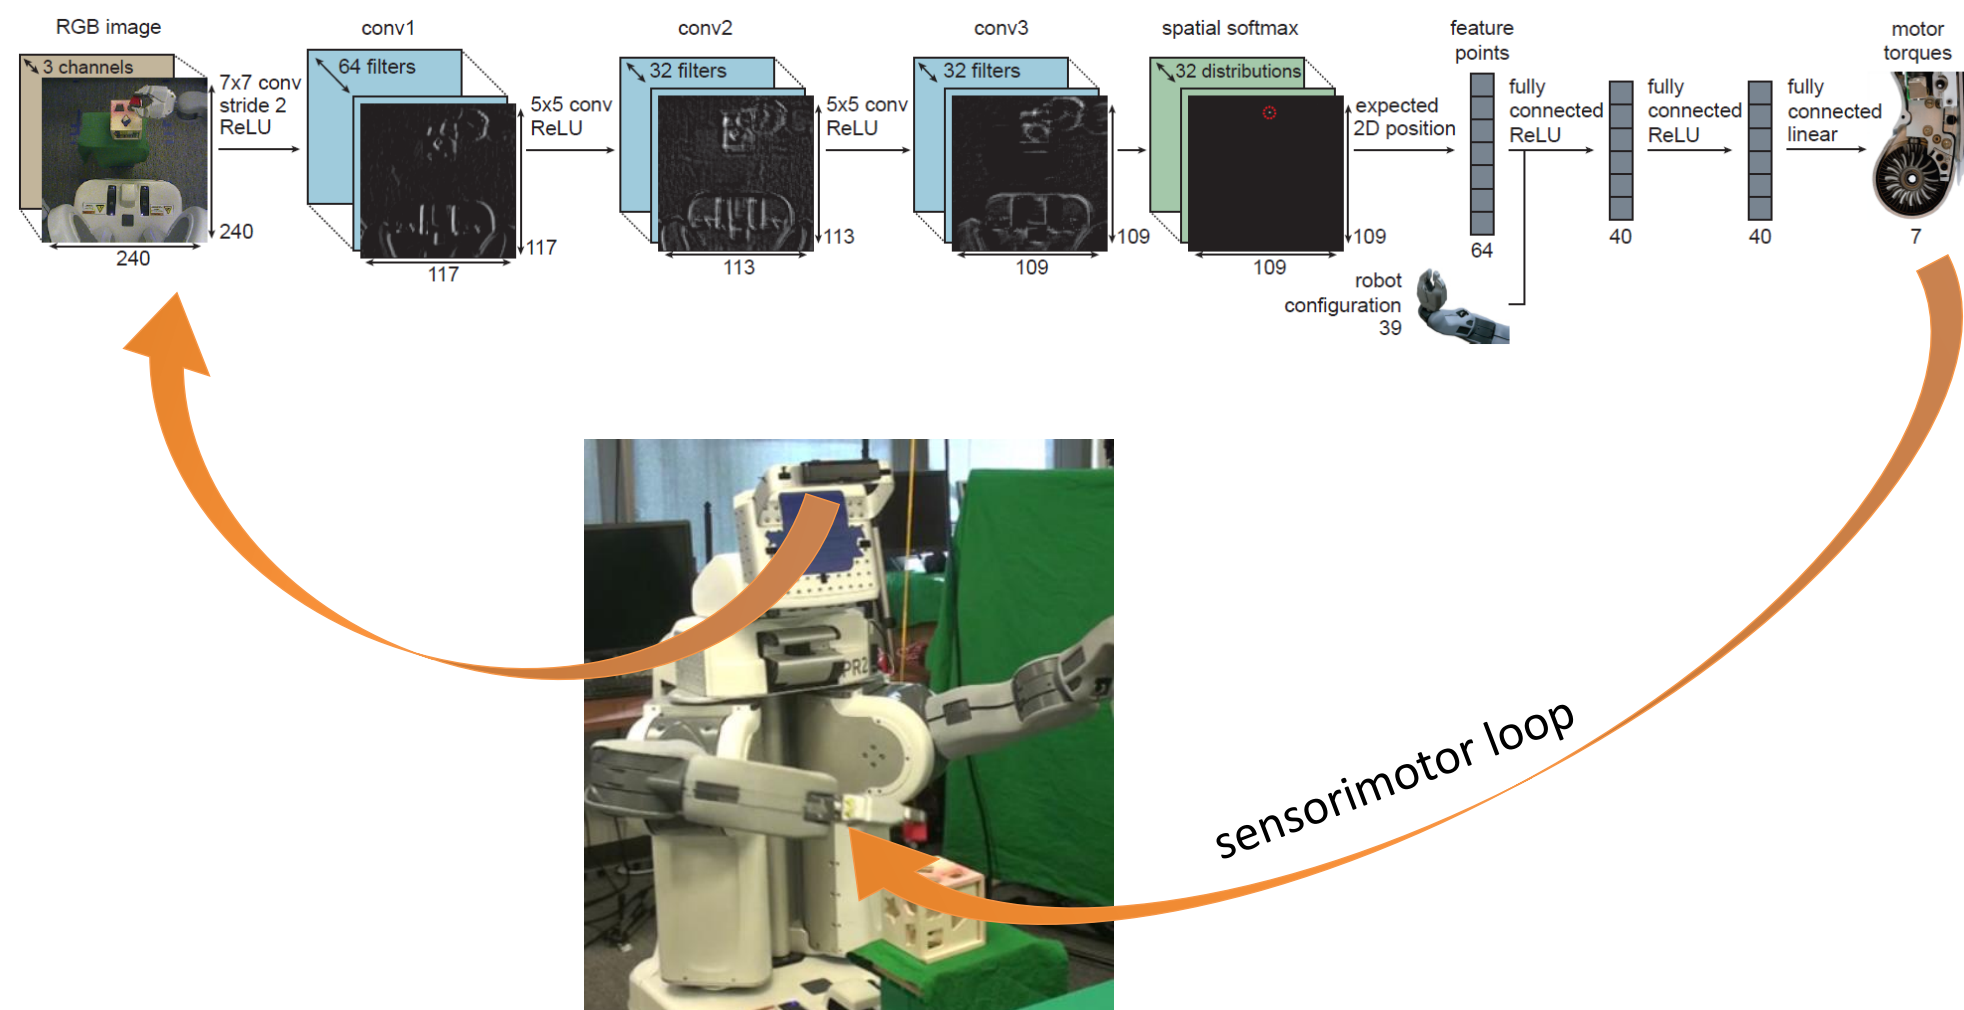 RGB image
3 channels
240
240
7x7 conv
stride 2
ReLU
conv1
64 filters
117
117
5x5 conv
ReLU
conv2
32 filters
113
113
5x5 conv
ReLU
conv3
32 filters
109
109
spatial softmax
32 distributions
109
109
expected
2D position
feature
points
64
robot
configuration
39
fully
connected
ReLU
40
fully
connected
ReLU
40
fully
connected
linear
motor
torques
7
PR2
sensorimotor loop